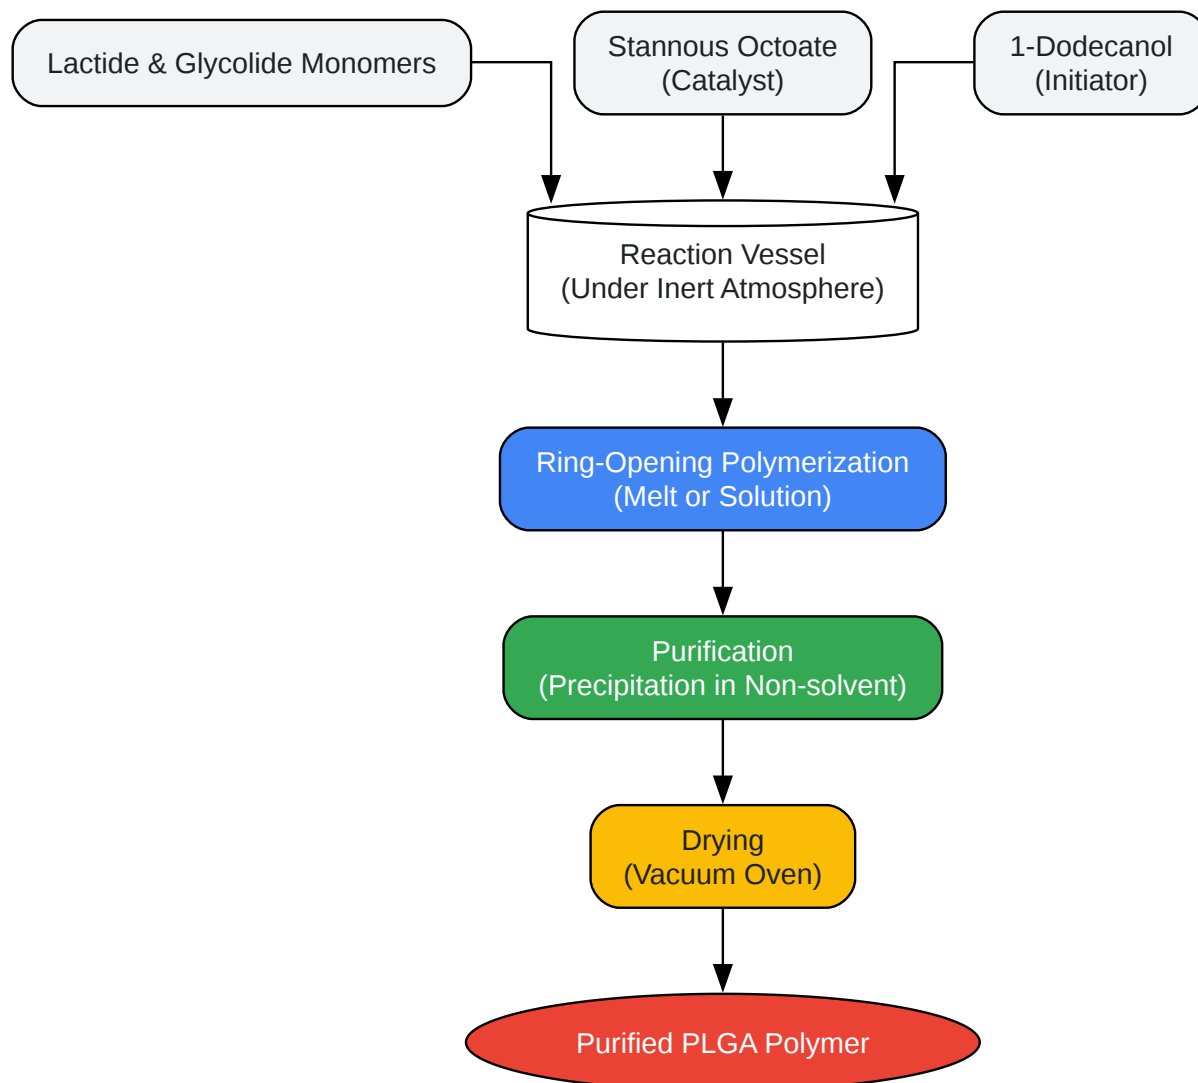 Lactide & Glycolide Monomers
Stannous Octoate
(Catalyst)
1-Dodecanol
(Initiator)
Reaction Vessel
(Under Inert Atmosphere)
Ring-Opening Polymerization
(Melt or Solution)
Purification
(Precipitation in Non-solvent)
Drying
(Vacuum Oven)
Purified PLGA Polymer